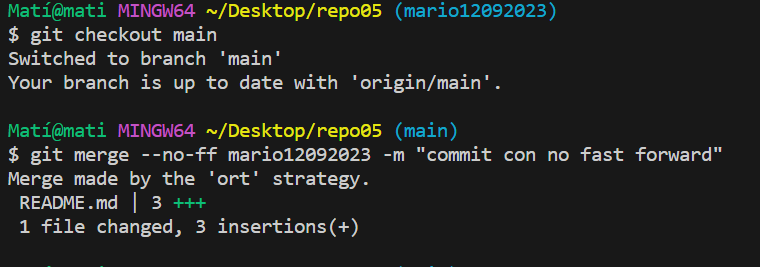 Matí@mati MINGW64 ~/Desktop/repo05 (mario12092023)
$ git checkout main
Switched to branch 'main'
Your branch is up to date with 'origin/main'.
Matí@mati MINGW64 ~/Desktop/repo05 (main)
$ git merge --no-ff mario12092023 -m "commit con no fast forward"
Merge made by the 'ort' strategy.
README.md | 3 +++
1 file changed, 3 insertions(+)